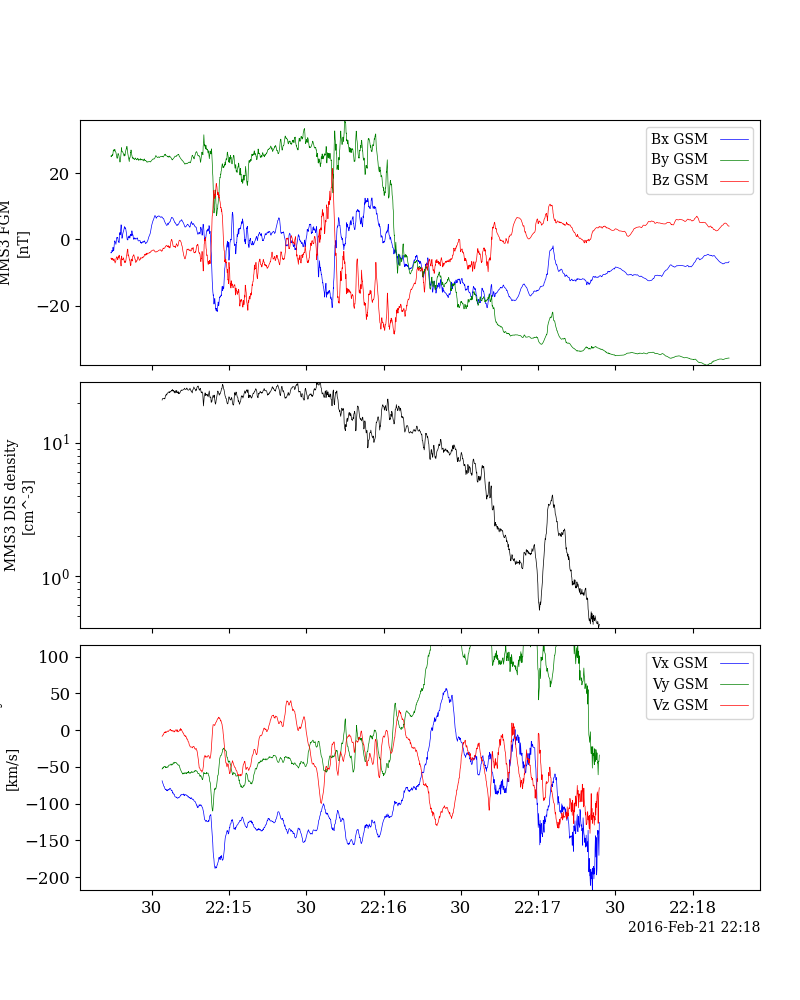 MMS3 FGM
[nT]
20
0
−20
Bx GSM
By GSM
Bz GSM
MMS3 DIS density
[cm^-3]
10^1
10^0
[km/s]
100
50
0
−50
−100
−150
−200
Vx GSM
Vy GSM
Vz GSM
30 22:15 30 22:16 30 22:17 30 22:18
2016-Feb-21 22:18